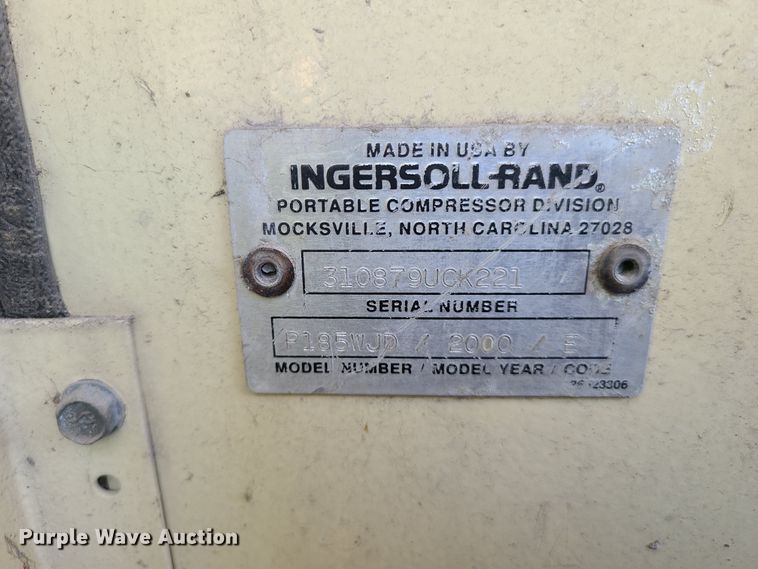 MADE IN USA BY
INGERSOLL-RAND®
PORTABLE COMPRESSOR DIVISION
MOCKSVILLE, NORTH CAROLINA 27028
310879UCK221
SERIAL NUMBER
P185WJD / 2000 / E
MODEL NUMBER / MODEL YEAR / CODE
Purple Wave Auction